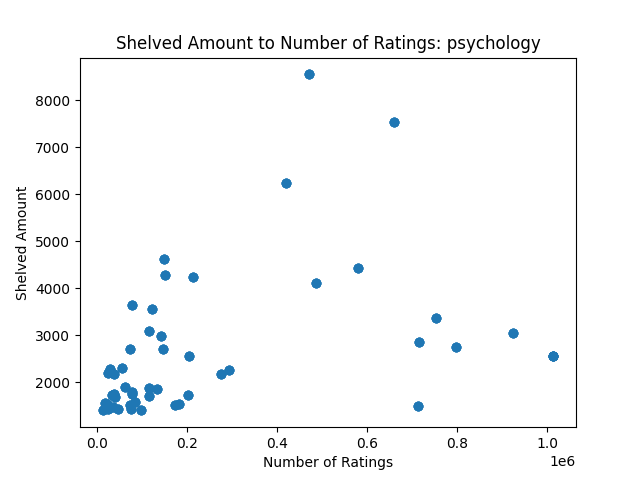 Shelved Amount to Number of Ratings: psychology
8000
7000
6000
5000
4000
3000
2000
Shelved Amount
0.0 0.2 0.4 0.6 0.8 1.0
1e6
Number of Ratings